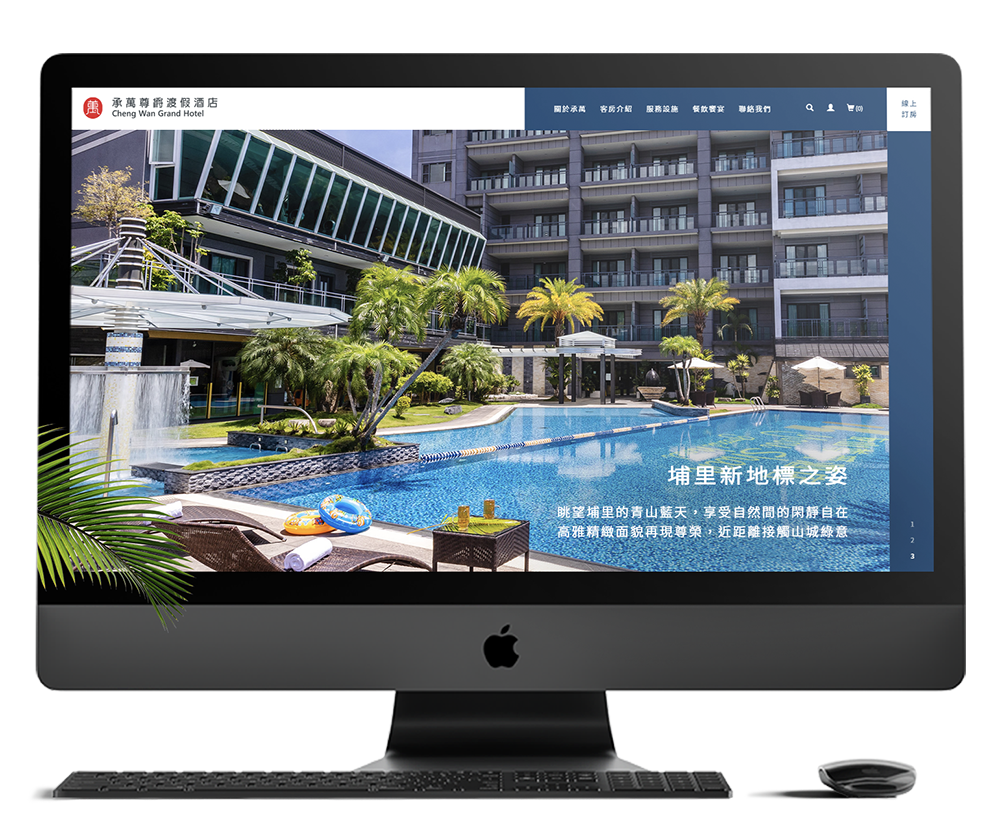 萬
承萬尊爵渡假酒店
Cheng Wan Grand Hotel
關於承萬 客房介紹 服務設施 餐飲饗宴 聯絡我們
(0)
線上
訂房
埔里新地標之姿
眺望埔里的青山藍天，享受自然間的閑靜自在
高雅精緻面貌再現尊榮，近距離接觸山城綠意
1
2
3